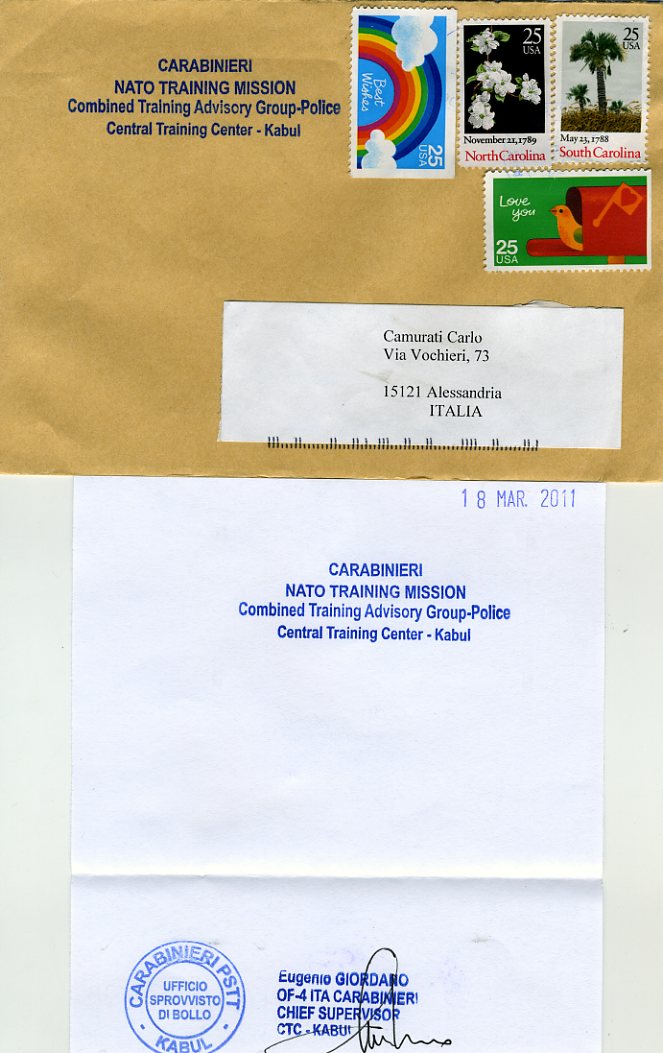 CARABINIERI
NATO TRAINING MISSION
Combined Training Advisory Group-Police
Central Training Center - Kabul
Best
Wishes
25
USA
25
USA
November 21, 1789
North Carolina
25
USA
May 23, 1788
South Carolina
Love
you
25
USA
Camurati Carlo
Via Vochieri, 73
15121 Alessandria
ITALIA
18 MAR. 2011
CARABINIERI
NATO TRAINING MISSION
Combined Training Advisory Group-Police
Central Training Center - Kabul
CARABINIERI PSTT
UFFICIO
SPROVVISTO
DI BOLLO
- KABUL -
Eugenio GIORDANO
OF-4 ITA CARABINIERI
CHIEF SUPERVISOR
CTC - KABUL